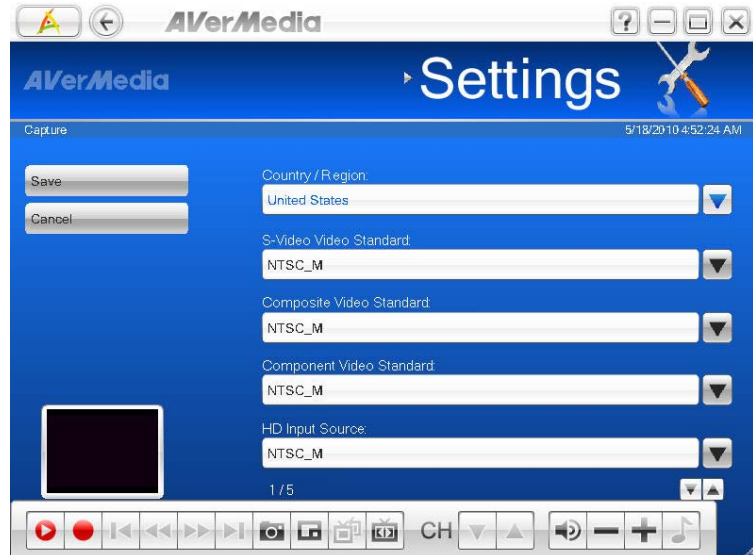 AVerMedia
?
AVerMedia
Settings
Capture
5/18/2010 4:52:24 AM
Save
Cancel
Country / Region:
United States
S-Video Video Standard:
NTSC_M
Composite Video Standard:
NTSC_M
Component Video Standard:
NTSC_M
HD Input Source:
NTSC_M
1 / 5
CH